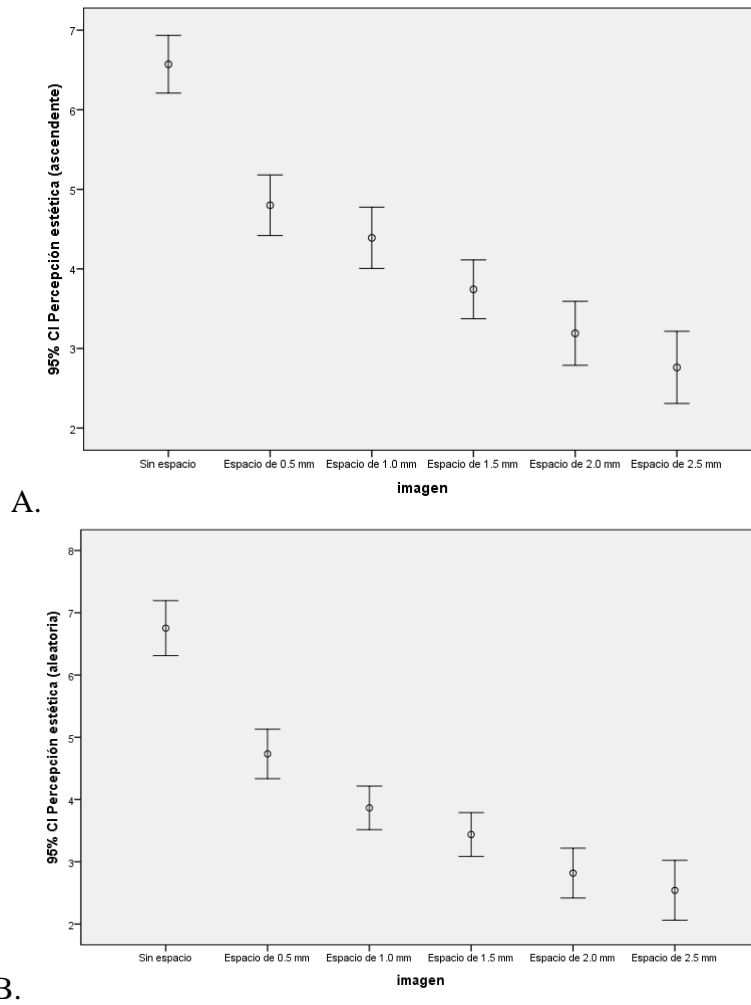 7
6
5
4
3
2
95% CI Percepción estética (ascendente)
Sin espacio Espacio de 0.5 mm Espacio de 1.0 mm Espacio de 1.5 mm Espacio de 2.0 mm Espacio de 2.5 mm
imagen
A.
8
7
6
5
4
3
2
95% CI Percepción estética (aleatoria)
Sin espacio Espacio de 0.5 mm Espacio de 1.0 mm Espacio de 1.5 mm Espacio de 2.0 mm Espacio de 2.5 mm
imagen
B.